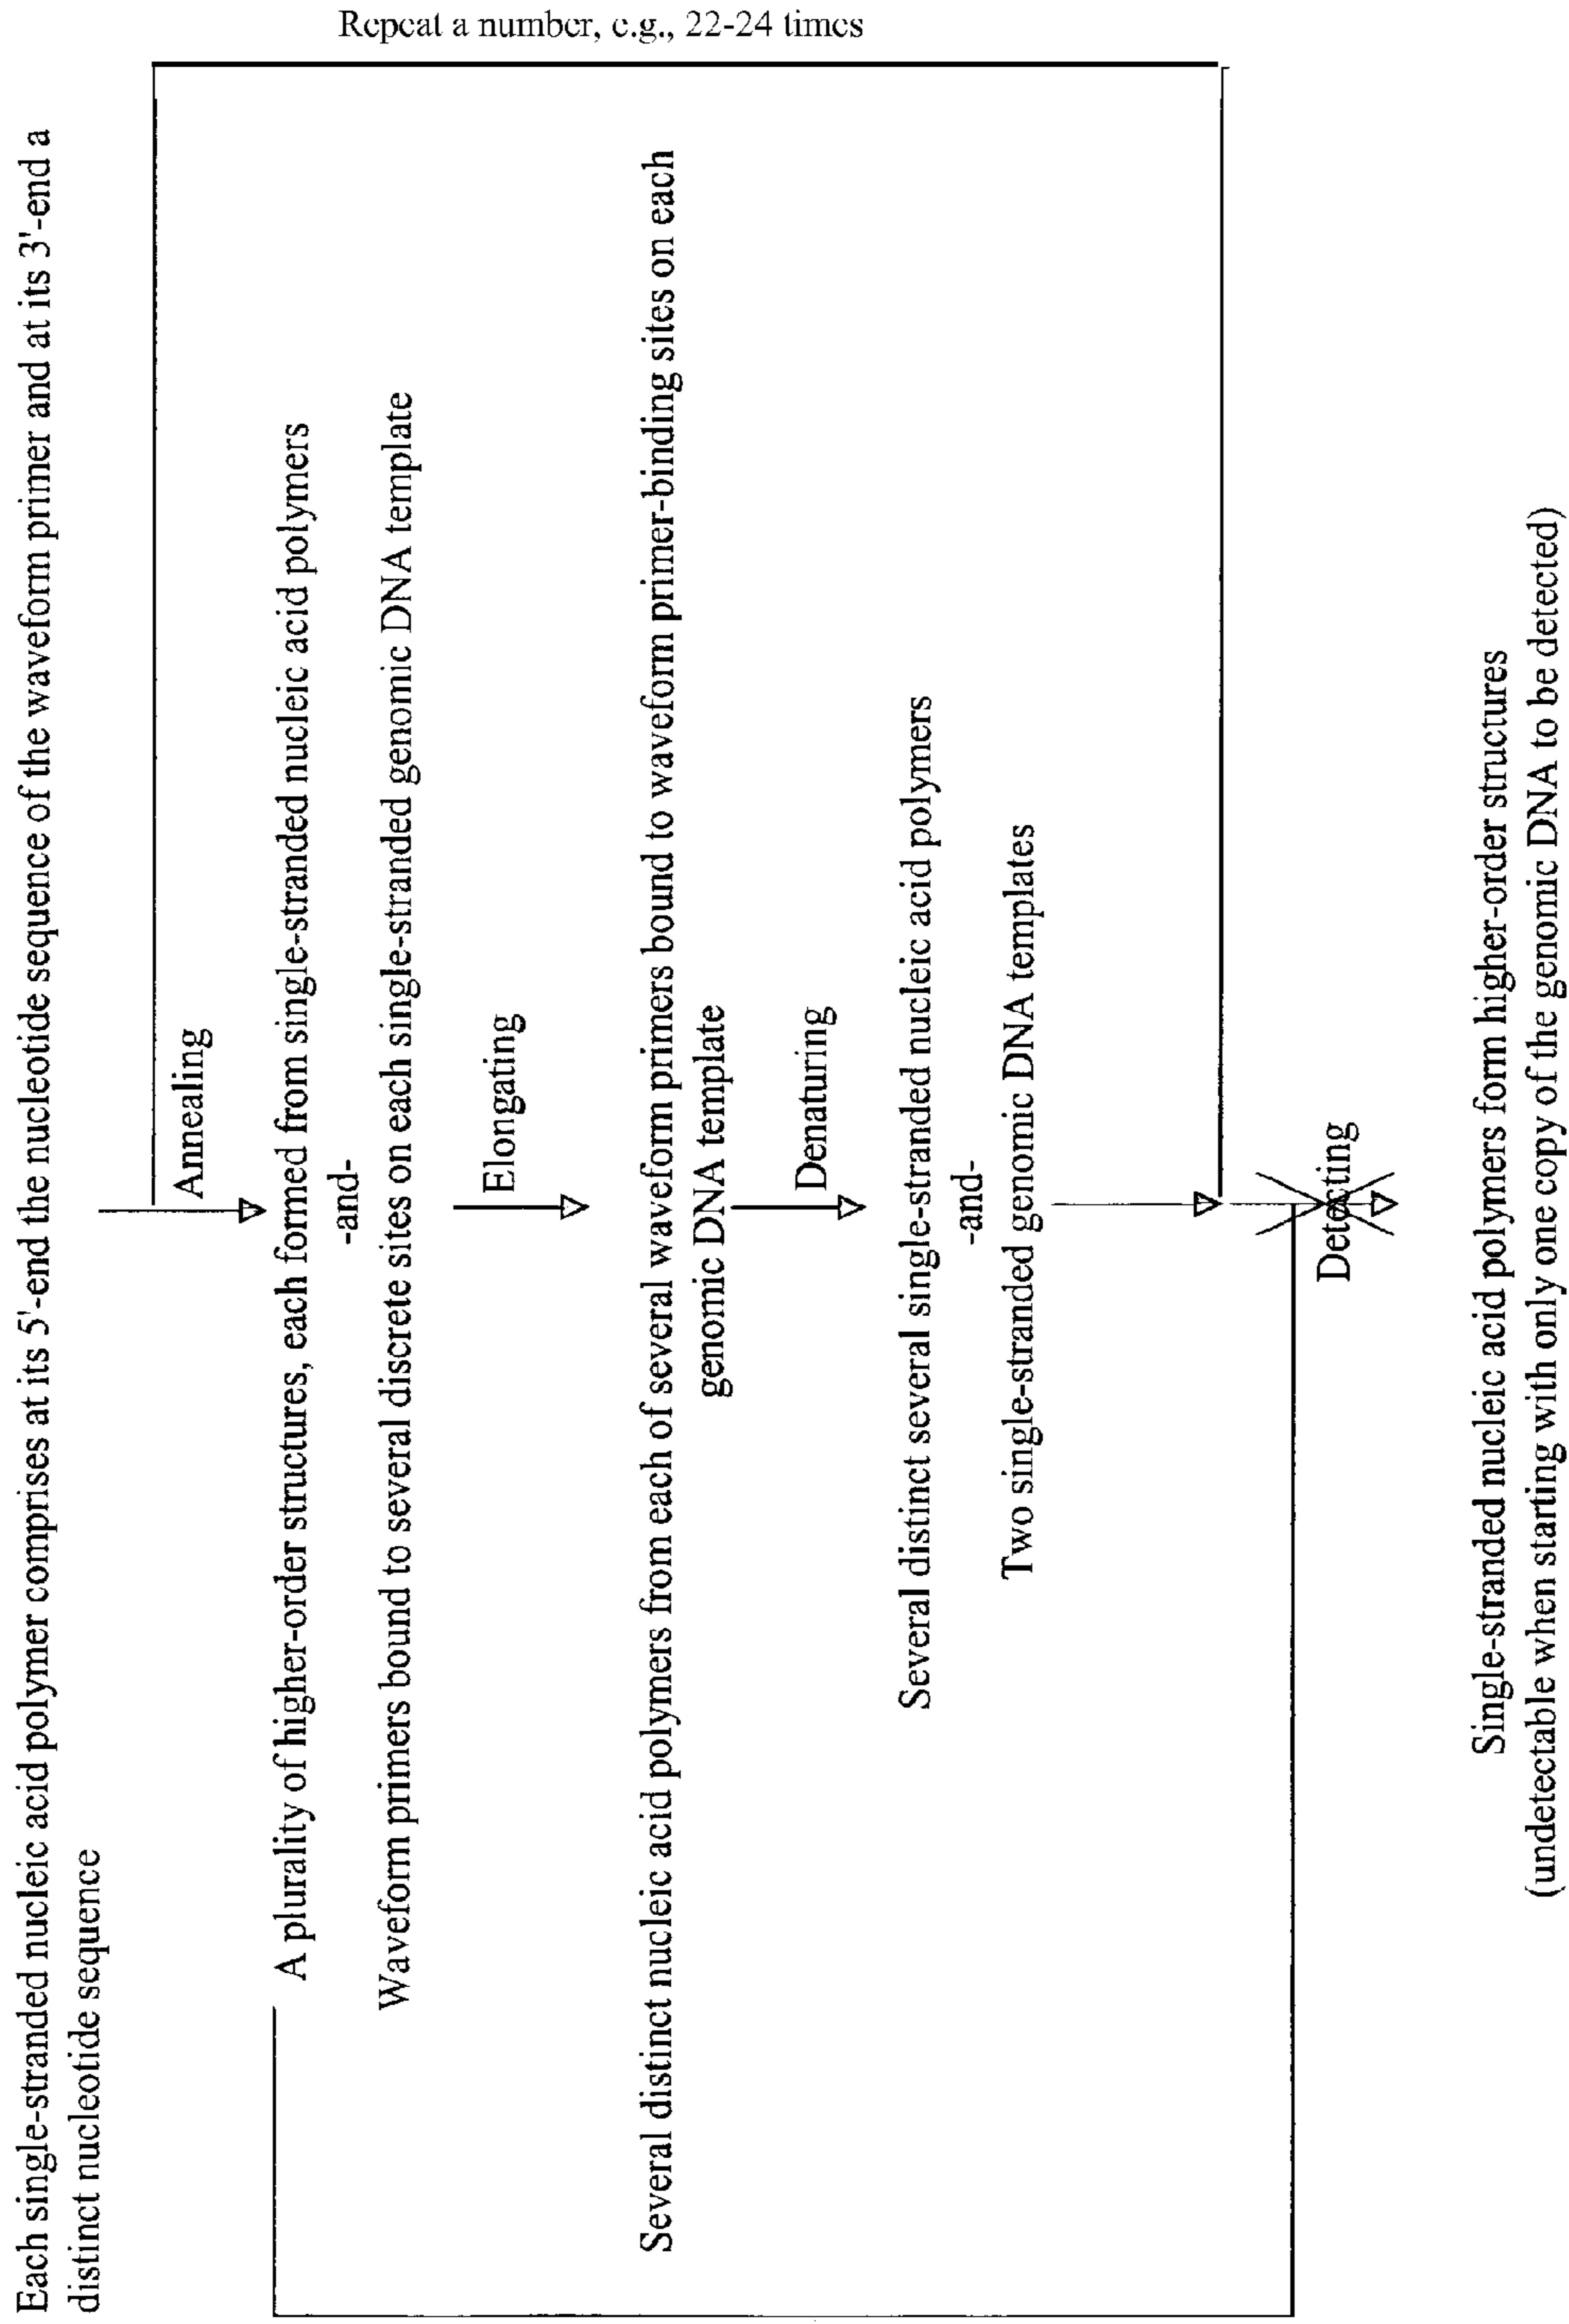 Repeat a number, e.g., 22-24 times
Each single-stranded nucleic acid polymer comprises at its 5'-end the nucleotide sequence of the waveform primer and at its 3'-end a
distinct nucleotide sequence
Annealing
A plurality of higher-order structures, each formed from single-stranded nucleic acid polymers
-and-
Waveform primers bound to several discrete sites on each single-stranded genomic DNA template
Elongating
Several distinct nucleic acid polymers from each of several waveform primers bound to waveform primer-binding sites on each
genomic DNA template
Denaturing
Several distinct several single-stranded nucleic acid polymers
-and-
Two single-stranded genomic DNA templates
Detecting
Single-stranded nucleic acid polymers form higher-order structures
(undetectable when starting with only one copy of the genomic DNA to be detected)